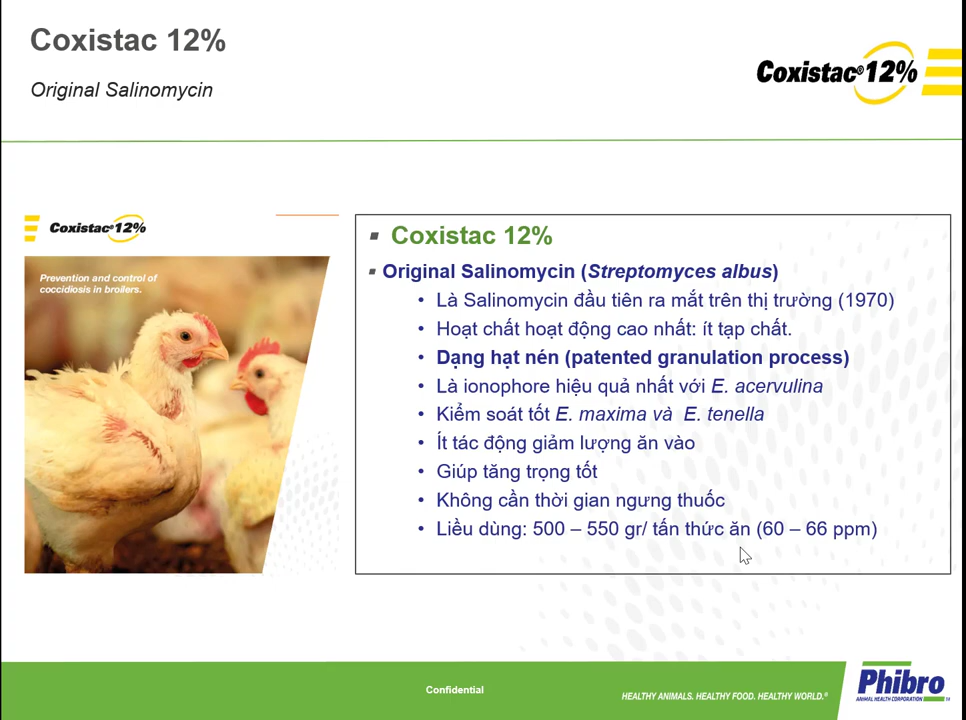 Coxistac 12%
Original Salinomycin
Coxistac® 12%
Coxistac® 12%
Prevention and control of
coccidiosis in broilers.
▪ Coxistac 12%
▪ Original Salinomycin (Streptomyces albus)
• Là Salinomycin đầu tiên ra mắt trên thị trường (1970)
• Hoạt chất hoạt động cao nhất: ít tạp chất.
• Dạng hạt nén (patented granulation process)
• Là ionophore hiệu quả nhất với E. acervulina
• Kiểm soát tốt E. maxima và E. tenella
• Ít tác động giảm lượng ăn vào
• Giúp tăng trọng tốt
• Không cần thời gian ngưng thuốc
• Liều dùng: 500 – 550 gr/ tấn thức ăn (60 – 66 ppm)
Confidential
HEALTHY ANIMALS. HEALTHY FOOD. HEALTHY WORLD.®
Phibro
ANIMAL HEALTH CORPORATION SM